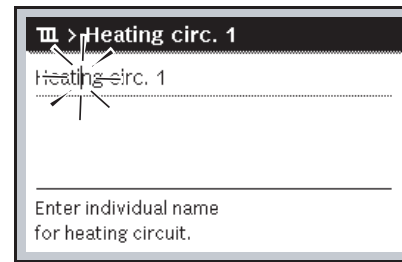 > Heating circ. 1
Heating circ. 1
Enter individual name
for heating circuit.